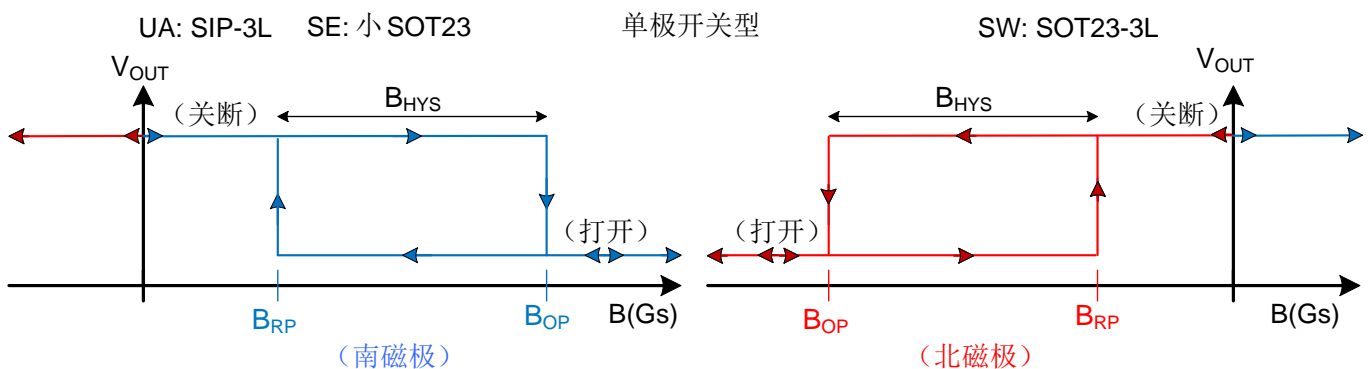 UA: SIP-3L SE: 小 SOT23 单极开关型 SW: SOT23-3L
VOUT VOUT
（关断） BHYS BHYS （关断）
（打开） （打开）
BRP BOP B(Gs) BOP BRP B(Gs)
（南磁极） （北磁极）